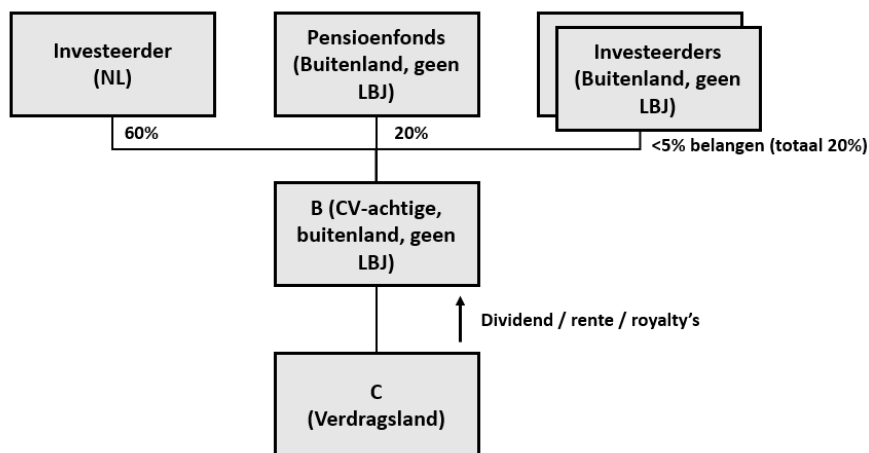 Investeerder
(NL)
Pensioenfonds
(Buitenland, geen
LBJ)
Investeerders
(Buitenland, geen
LBJ)
60%
20%
<5% belangen (totaal 20%)
B (CV-achtige,
buitenland, geen
LBJ)
Dividend / rente / royalty’s
C
(Verdragsland)